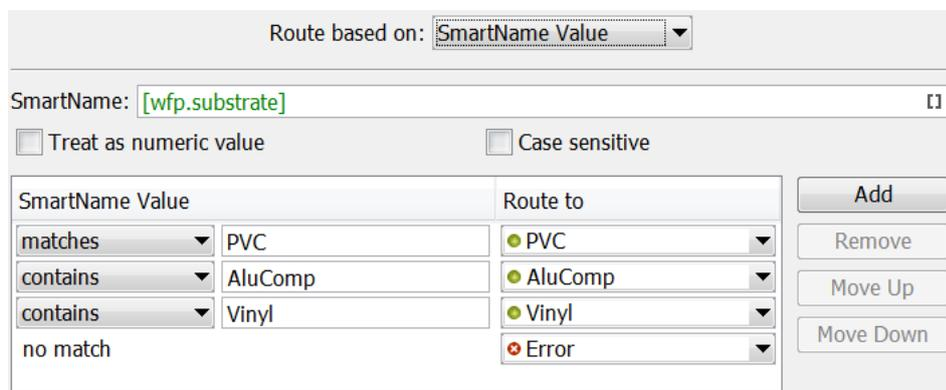 Route based on: SmartName Value
SmartName: [wfp.substrate] []
Treat as numeric value Case sensitive
SmartName Value Route to Add
matches PVC PVC Remove
contains AluComp AluComp Move Up
contains Vinyl Vinyl Move Down
no match Error